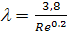 λ = 3,8 / Re^0.2